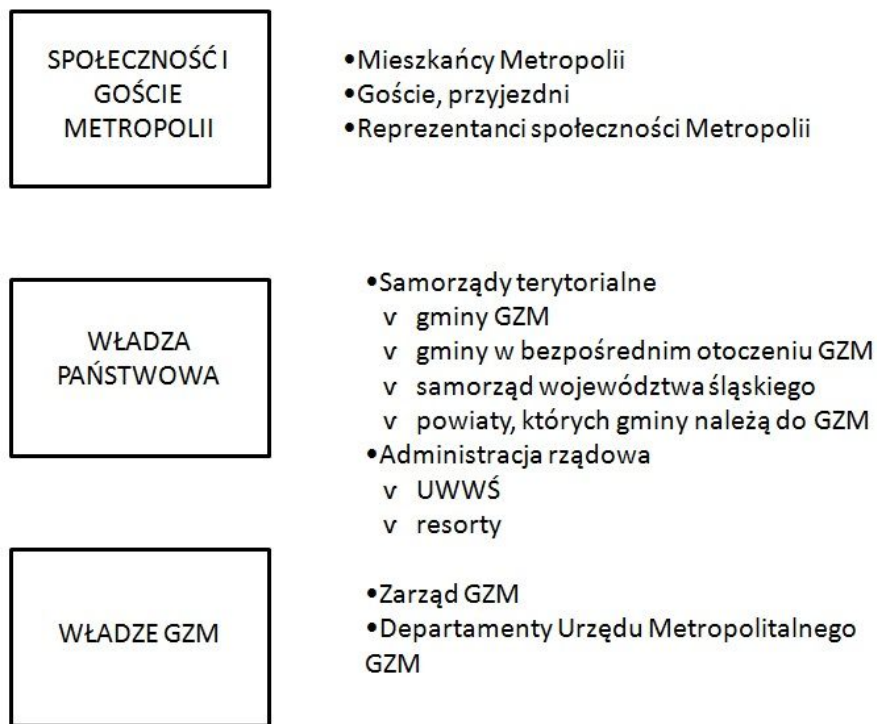 SPOŁECZNOŚĆ I
GOŚCIE
METROPOLII
•Mieszkańcy Metropolii
•Goście, przyjezdni
•Reprezentanci społeczności Metropolii
WŁADZA
PAŃSTWOWA
•Samorządy terytorialne
v gminy GZM
v gminy w bezpośrednim otoczeniu GZM
v samorząd województwa śląskiego
v powiaty, których gminy należą do GZM
•Administracja rządowa
v UWWŚ
v resorty
WŁADZE GZM
•Zarząd GZM
•Departamenty Urzędu Metropolitalnego
GZM